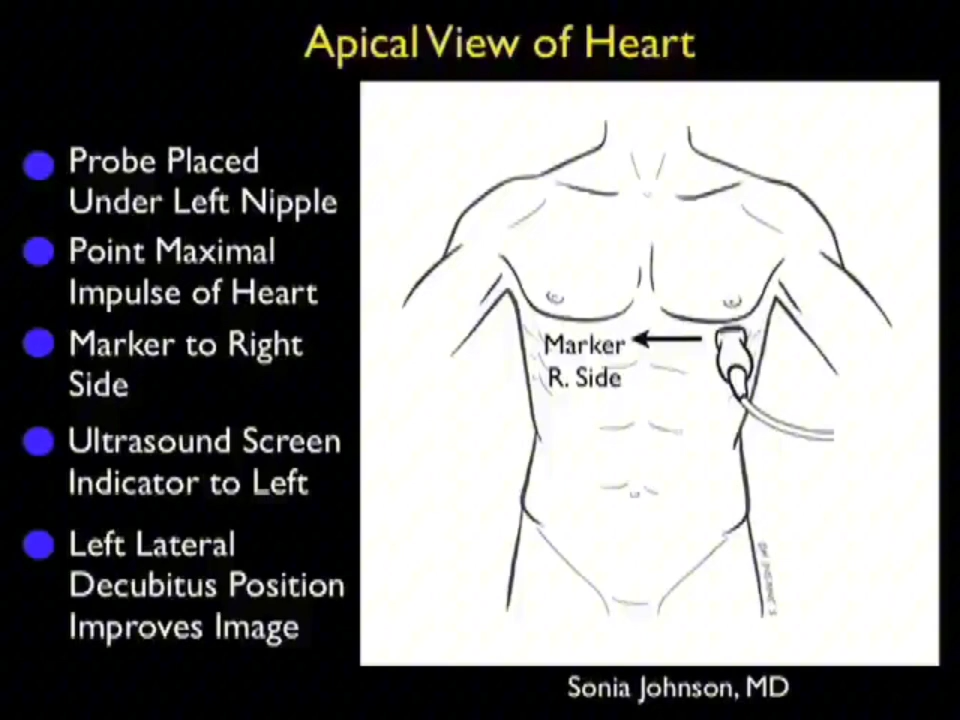 Apical View of Heart
Probe Placed
Under Left Nipple
Point Maximal
Impulse of Heart
Marker to Right
Side
Ultrasound Screen
Indicator to Left
Left Lateral
Decubitus Position
Improves Image
Marker
R. Side
Sonia Johnson, MD